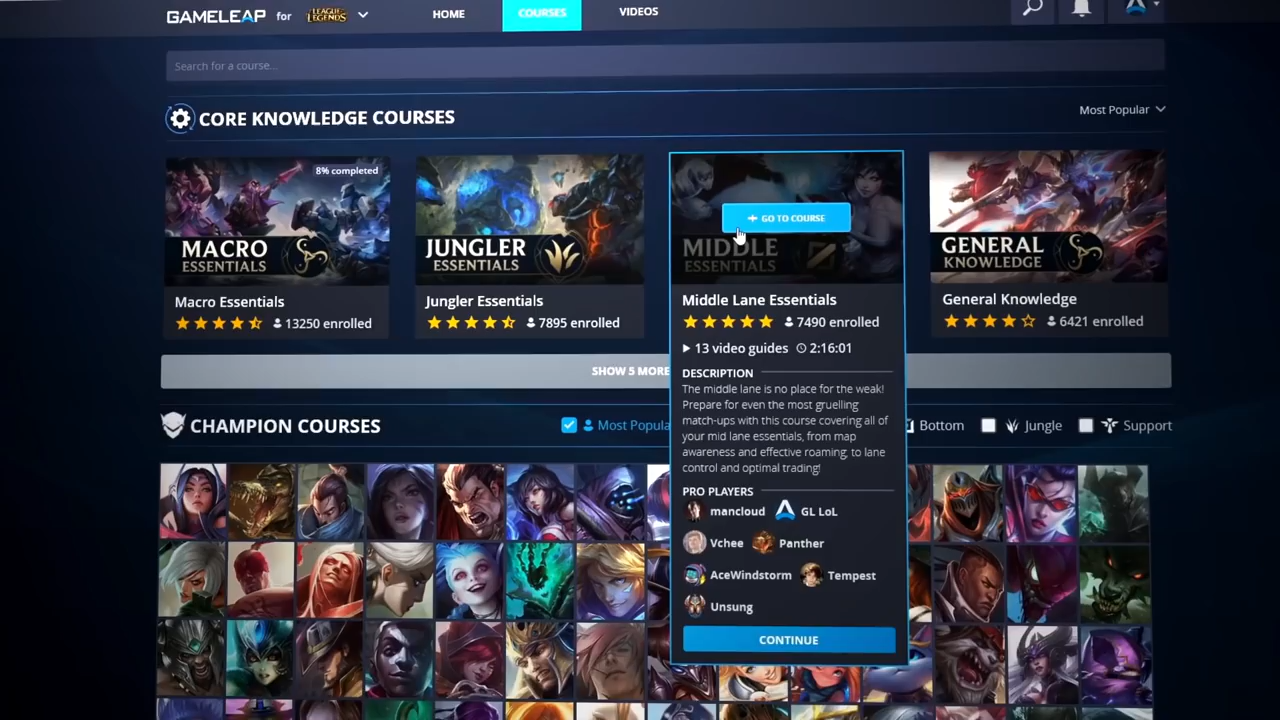 GAMELEAP for LEAGUE LEGENDS
HOME
COURSES
VIDEOS
Search for a course...
CORE KNOWLEDGE COURSES
Most Popular
8% completed
MACRO
ESSENTIALS
Macro Essentials
13250 enrolled
JUNGLER
ESSENTIALS
Jungler Essentials
7895 enrolled
GO TO COURSE
MIDDLE
ESSENTIALS
Middle Lane Essentials
7490 enrolled
13 video guides 2:16:01
DESCRIPTION
The middle lane is no place for the weak!
Prepare for even the most gruelling
match-ups with this course covering all of
your mid lane essentials, from map
awareness and effective roaming, to lane
control and optimal trading!
PRO PLAYERS
mancloud GL LoL
Vchee Panther
AceWindstorm Tempest
Unsung
CONTINUE
GENERAL
KNOWLEDGE
General Knowledge
6421 enrolled
SHOW 5 MORE
CHAMPION COURSES
Most Popula
Bottom
Jungle
Support